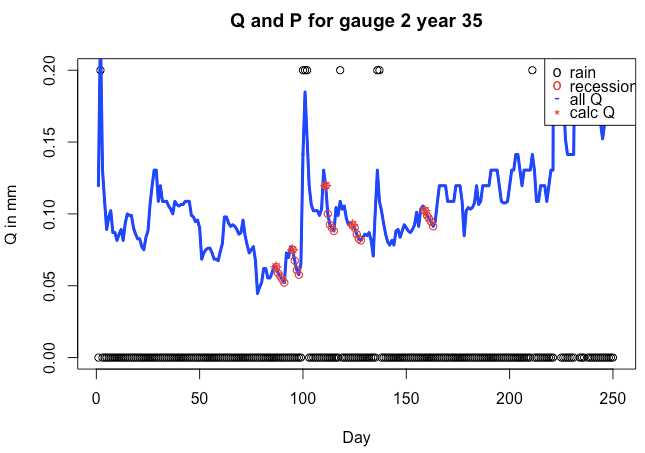 Q and P for gauge 2 year 35
Q in mm
0.20
0.15
0.10
0.05
0.00
0 50 100 150 200 250
Day
o rain
o recession
- all Q
* calc Q